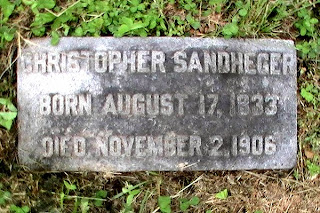 CHRISTOPHER SANDHEGER
BORN AUGUST 17, 1833
DIED NOVEMBER 2, 1906